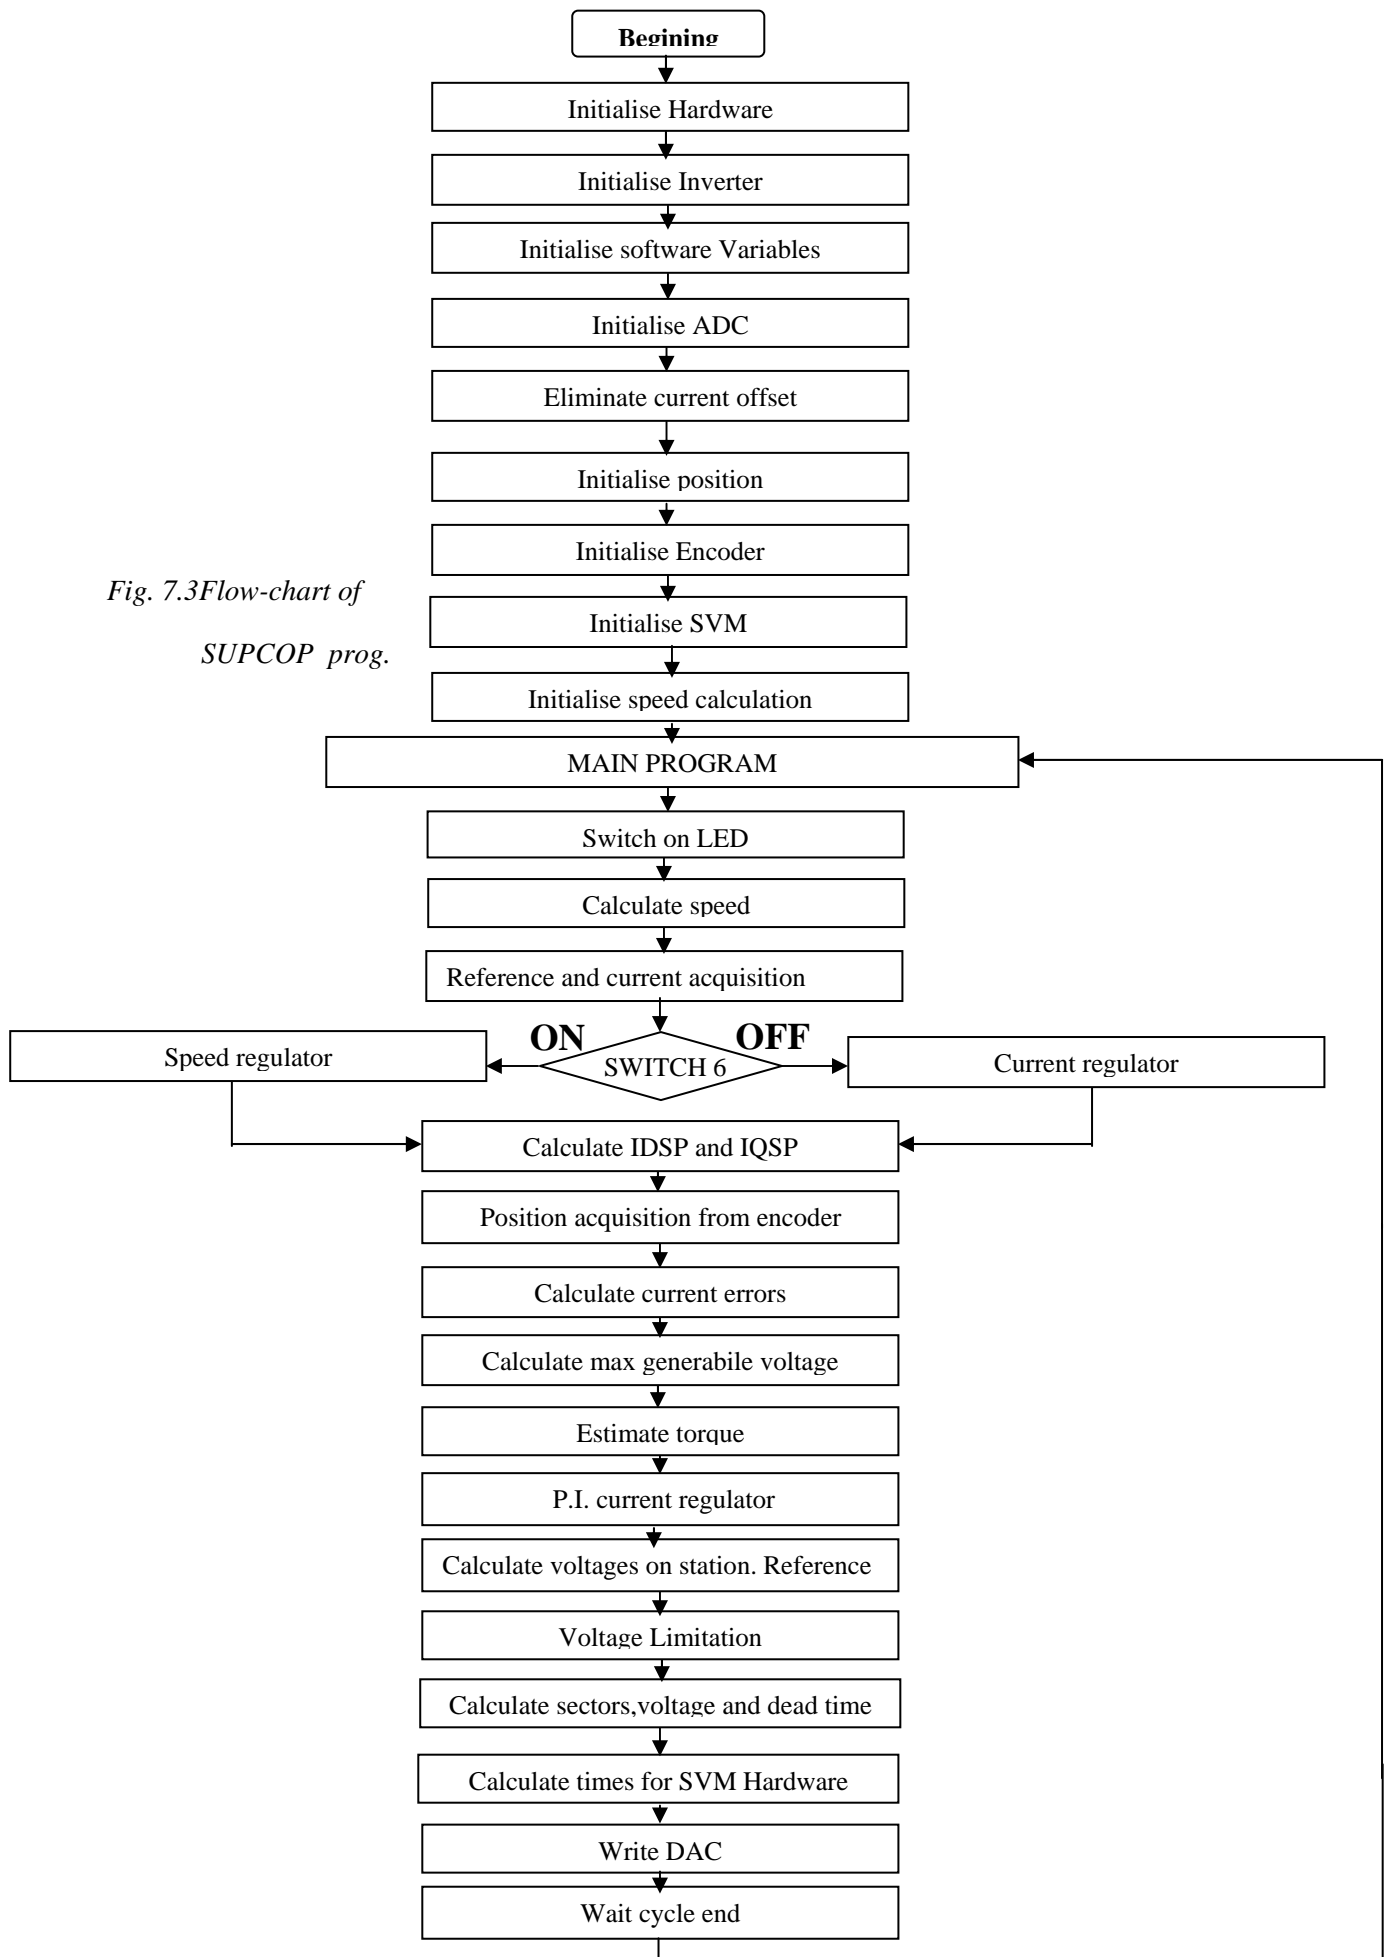 Begining
Initialise Hardware
Initialise Inverter
Initialise software Variables
Initialise ADC
Eliminate current offset
Initialise position
Initialise Encoder
Fig. 7.3Flow-chart of
SUPCOP prog.
Initialise SVM
Initialise speed calculation
MAIN PROGRAM
Switch on LED
Calculate speed
Reference and current acquisition
ON
OFF
Speed regulator
SWITCH 6
Current regulator
Calculate IDSP and IQSP
Position acquisition from encoder
Calculate current errors
Calculate max generabile voltage
Estimate torque
P.I. current regulator
Calculate voltages on station. Reference
Voltage Limitation
Calculate sectors,voltage and dead time
Calculate times for SVM Hardware
Write DAC
Wait cycle end